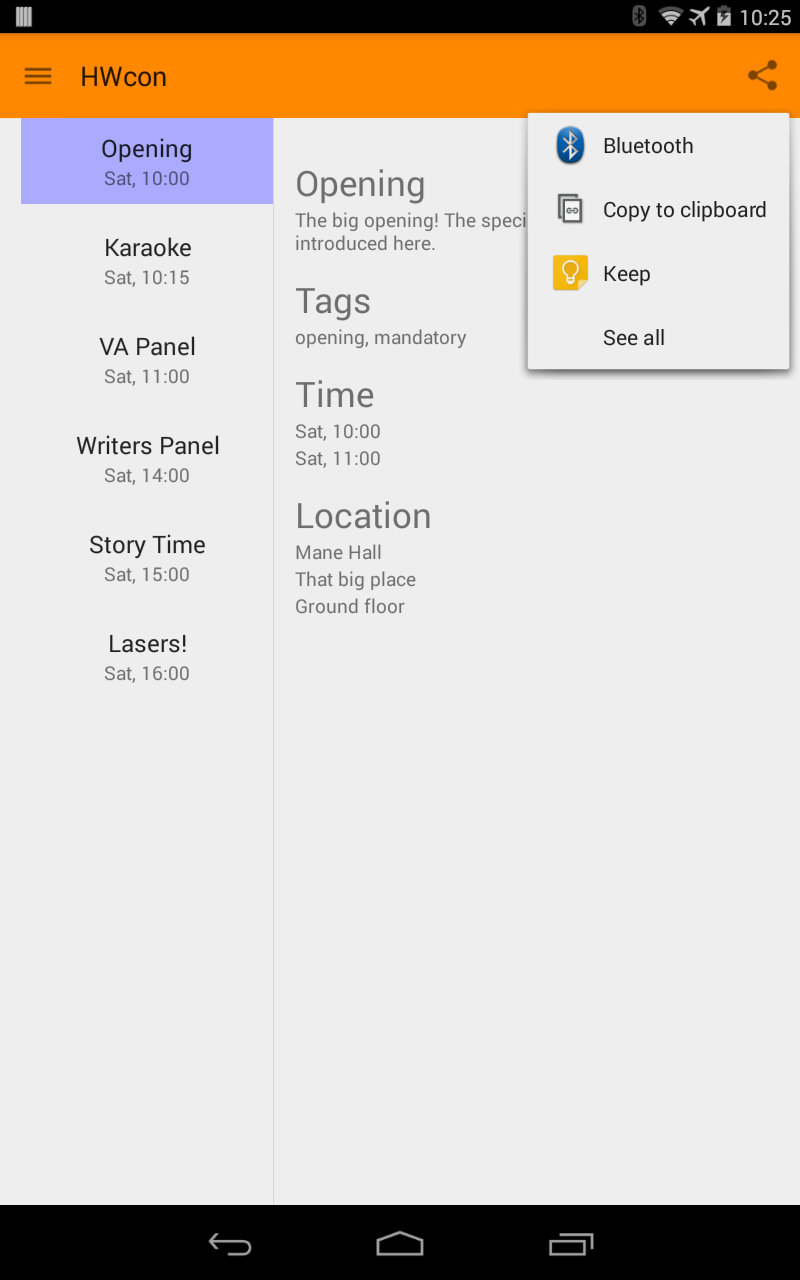 10:25
HWcon
Opening
Sat, 10:00
Karaoke
Sat, 10:15
VA Panel
Sat, 11:00
Writers Panel
Sat, 14:00
Story Time
Sat, 15:00
Lasers!
Sat, 16:00
Opening
The big opening! The speci
introduced here.
Tags
opening, mandatory
Time
Sat, 10:00
Sat, 11:00
Location
Mane Hall
That big place
Ground floor
Bluetooth
Copy to clipboard
Keep
See all